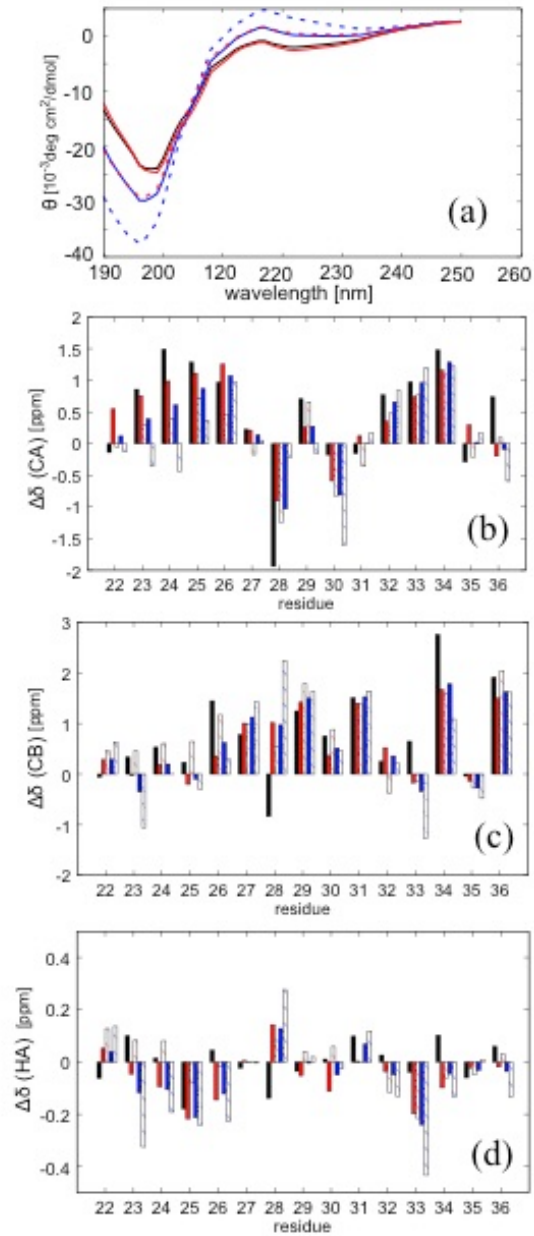 0
-10
-20
-30
-40
θ [10⁻³deg cm²/dmol]
(a)
190 200 120 220 230 240 250 260
wavelength [nm]
2
1.5
1
0.5
0
-0.5
-1
-1.5
-2
Δδ (CA) [ppm]
(b)
22 23 24 25 26 27 28 29 30 31 32 33 34 35 36
residue
3
2
1
0
-1
-2
Δδ (CB) [ppm]
(c)
22 23 24 25 26 27 28 29 30 31 32 33 34 35 36
residue
0.4
0.2
0
-0.2
-0.4
Δδ (HA) [ppm]
(d)
22 23 24 25 26 27 28 29 30 31 32 33 34 35 36
residue